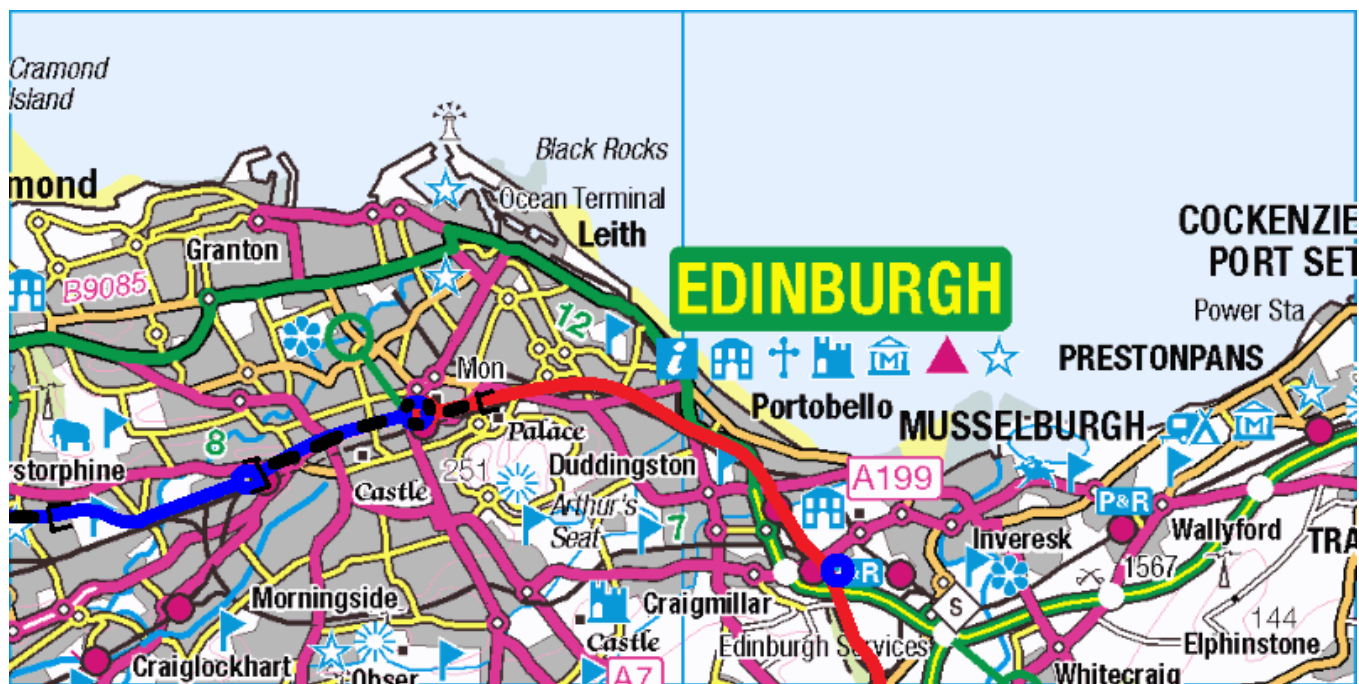 Cramond
Island
Black Rocks
mond
Ocean Terminal
Leith
COCKENZIE
PORT SET
Granton
B9085
EDINBURGH
Power Sta
12
i
M
PRESTONPANS
Mon
Portobello
MUSSELBURGH
M
Palace
8
rstorphine
251
Duddingston
Castle
A199
Arthur's
Seat
7
P&R
Wallyford
Inveresk
TRA
1567
P&R
Morningside
Craigmillar
S
144
Castle
Edinburgh Services
Elphinstone
Craiglockhart
Obser
A7
Whitecraig